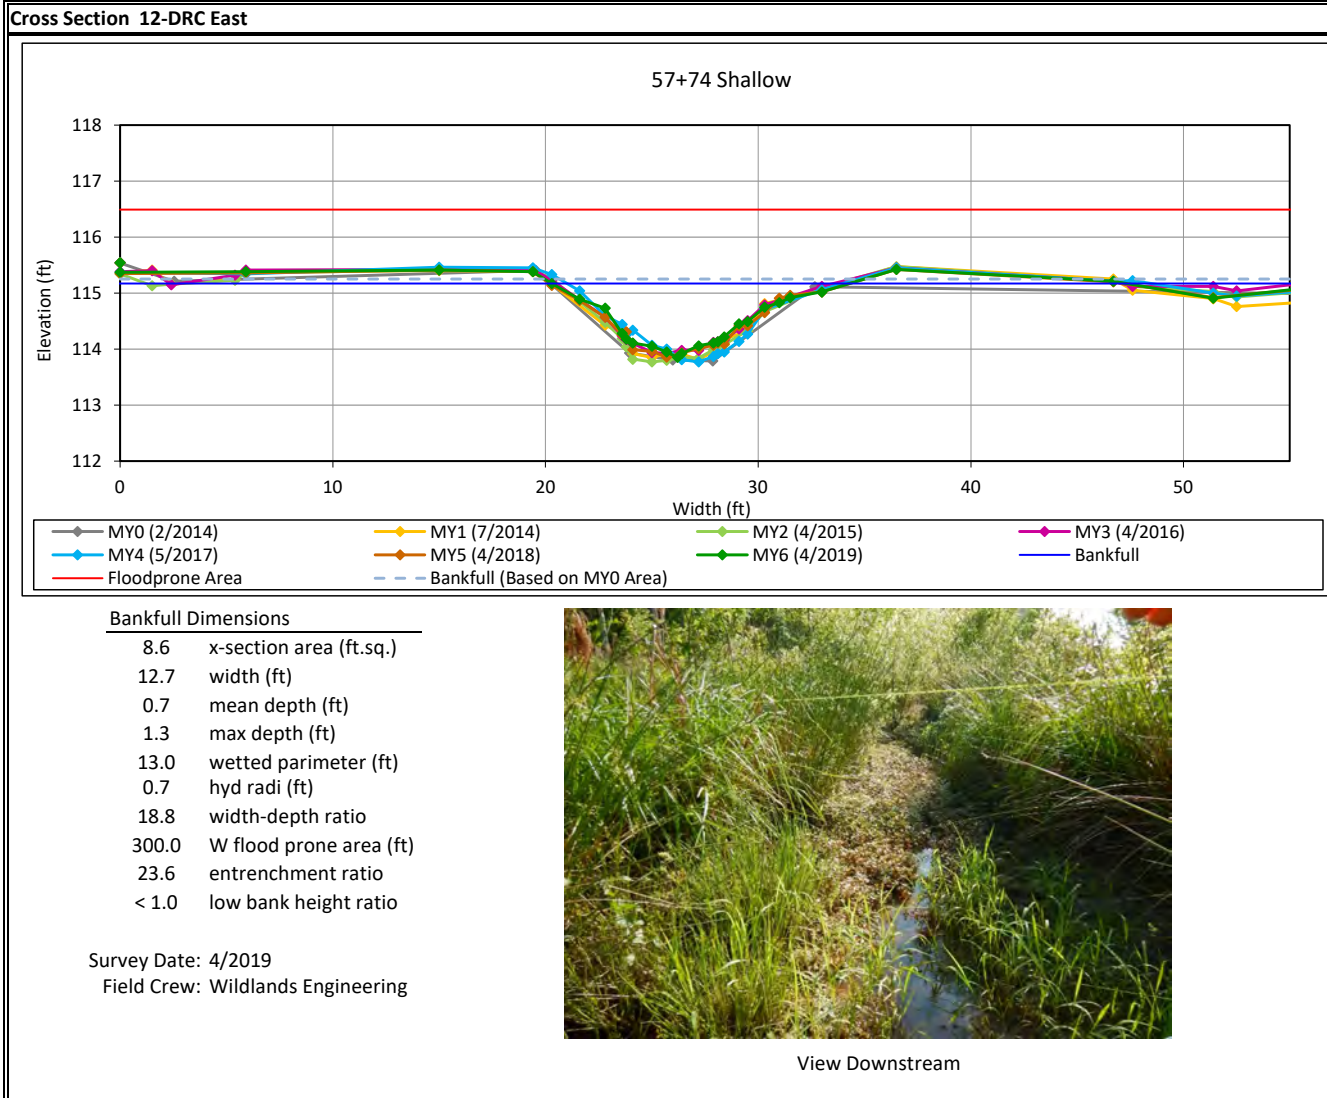 Cross Section 12-DRC East
57+74 Shallow
118
117
116
115
114
113
112
Elevation (ft)
0 10 20 30 40 50
Width (ft)
MY0 (2/2014) MY1 (7/2014) MY2 (4/2015) MY3 (4/2016)
MY4 (5/2017) MY5 (4/2018) MY6 (4/2019) Bankfull
Floodprone Area Bankfull (Based on MY0 Area)
Bankfull Dimensions
8.6 x-section area (ft.sq.)
12.7 width (ft)
0.7 mean depth (ft)
1.3 max depth (ft)
13.0 wetted parimeter (ft)
0.7 hyd radi (ft)
18.8 width-depth ratio
300.0 W flood prone area (ft)
23.6 entrenchment ratio
< 1.0 low bank height ratio
Survey Date: 4/2019
Field Crew: Wildlands Engineering
View Downstream